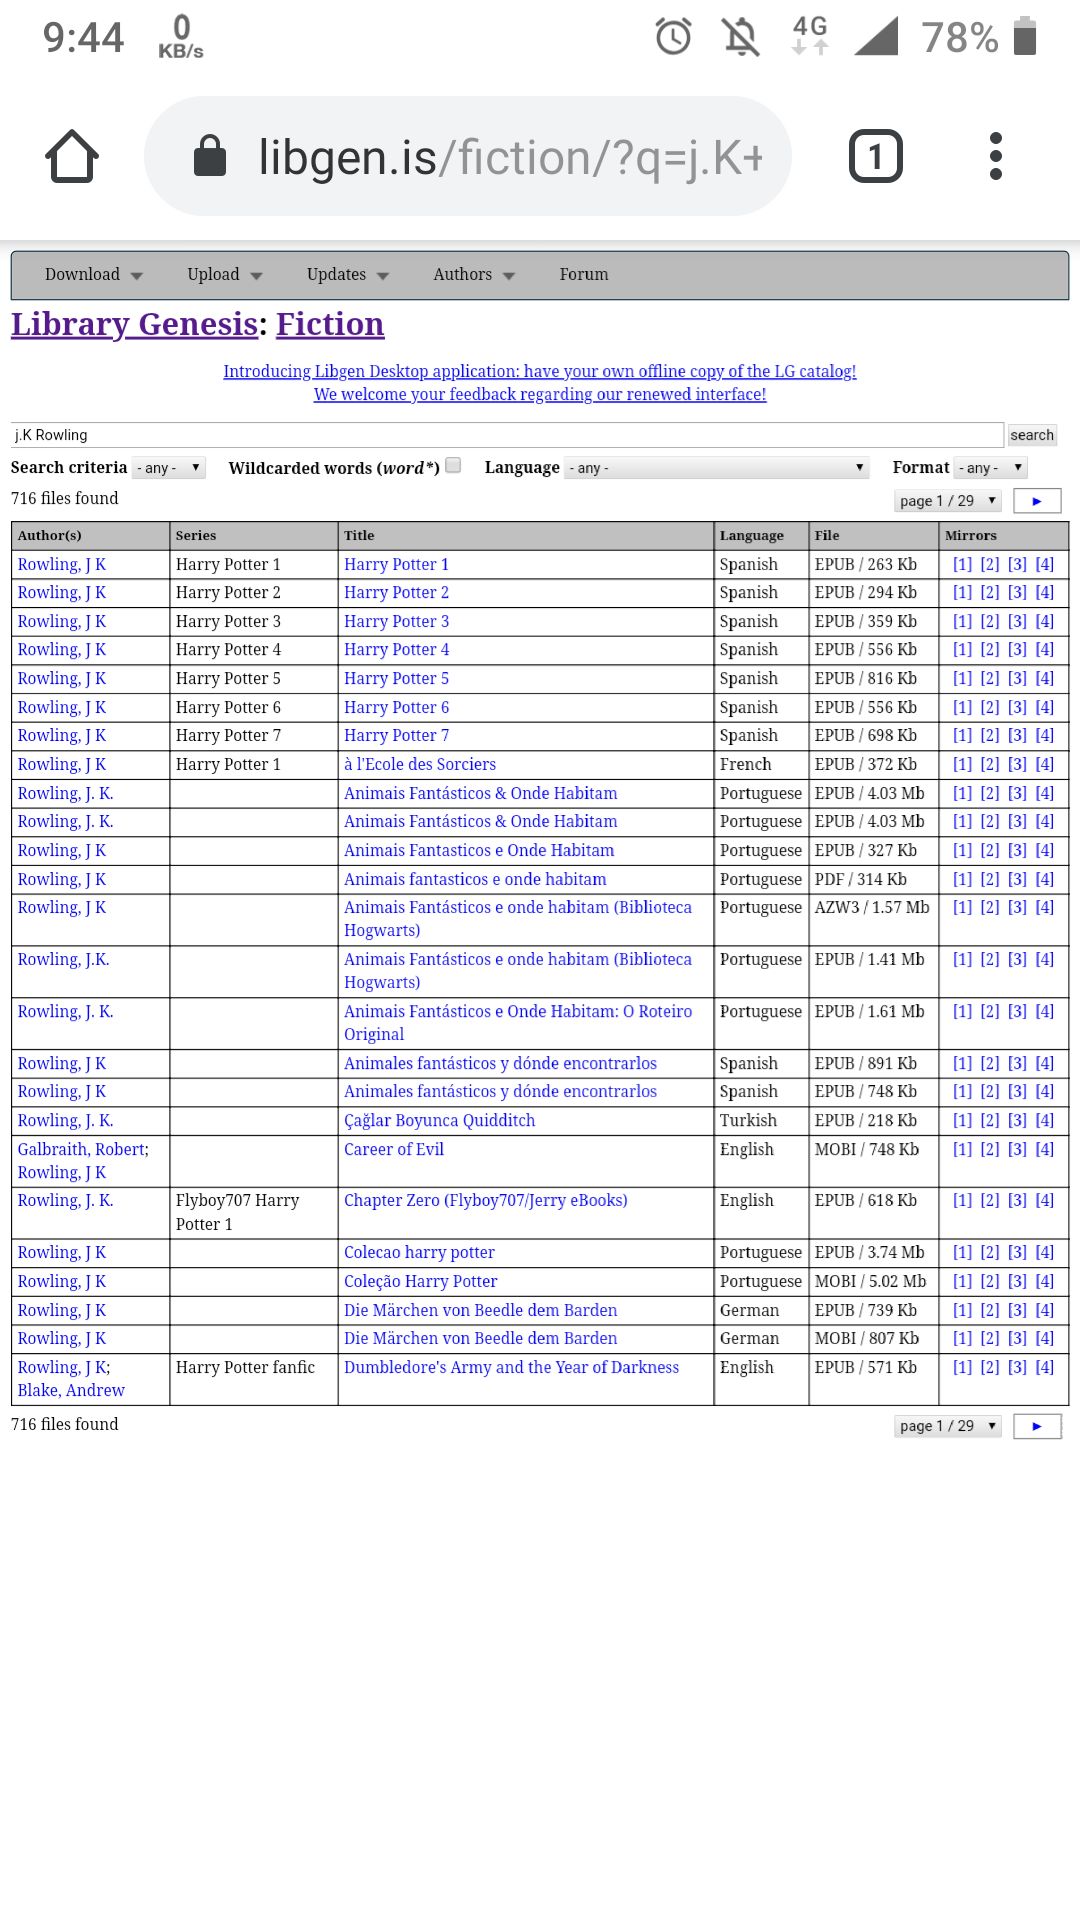 9:44 0 KB/s 4G 78%
libgen.is/fiction/?q=j.K+
1
Download Upload Updates Authors Forum
Library Genesis: Fiction
Introducing Libgen Desktop application: have your own offline copy of the LG catalog!
We welcome your feedback regarding our renewed interface!
j.K Rowling search
Search criteria - any - Wildcarded words (word*) Language - any - Format - any -
716 files found page 1 / 29 ►
Author(s) Series Title Language File Mirrors
Rowling, J K Harry Potter 1 Harry Potter 1 Spanish EPUB / 263 Kb [1] [2] [3] [4]
Rowling, J K Harry Potter 2 Harry Potter 2 Spanish EPUB / 294 Kb [1] [2] [3] [4]
Rowling, J K Harry Potter 3 Harry Potter 3 Spanish EPUB / 359 Kb [1] [2] [3] [4]
Rowling, J K Harry Potter 4 Harry Potter 4 Spanish EPUB / 556 Kb [1] [2] [3] [4]
Rowling, J K Harry Potter 5 Harry Potter 5 Spanish EPUB / 816 Kb [1] [2] [3] [4]
Rowling, J K Harry Potter 6 Harry Potter 6 Spanish EPUB / 556 Kb [1] [2] [3] [4]
Rowling, J K Harry Potter 7 Harry Potter 7 Spanish EPUB / 698 Kb [1] [2] [3] [4]
Rowling, J K Harry Potter 1 à l'Ecole des Sorciers French EPUB / 372 Kb [1] [2] [3] [4]
Rowling, J. K. Animais Fantásticos & Onde Habitam Portuguese EPUB / 4.03 Mb [1] [2] [3] [4]
Rowling, J. K. Animais Fantásticos & Onde Habitam Portuguese EPUB / 4.03 Mb [1] [2] [3] [4]
Rowling, J K Animais Fantasticos e Onde Habitam Portuguese EPUB / 327 Kb [1] [2] [3] [4]
Rowling, J K Animais fantasticos e onde habitam Portuguese PDF / 314 Kb [1] [2] [3] [4]
Rowling, J K Animais Fantásticos e onde habitam (Biblioteca Portuguese AZW3 / 1.57 Mb [1] [2] [3] [4]
Hogwarts)
Rowling, J.K. Animais Fantásticos e onde habitam (Biblioteca Portuguese EPUB / 1.41 Mb [1] [2] [3] [4]
Hogwarts)
Rowling, J. K. Animais Fantásticos e Onde Habitam: O Roteiro Portuguese EPUB / 1.61 Mb [1] [2] [3] [4]
Original
Rowling, J K Animales fantásticos y dónde encontrarlos Spanish EPUB / 891 Kb [1] [2] [3] [4]
Rowling, J K Animales fantásticos y dónde encontrarlos Spanish EPUB / 748 Kb [1] [2] [3] [4]
Rowling, J. K. Çağlar Boyunca Quidditch Turkish EPUB / 218 Kb [1] [2] [3] [4]
Galbraith, Robert; Career of Evil English MOBI / 748 Kb [1] [2] [3] [4]
Rowling, J K
Rowling, J. K. Flyboy707 Harry Chapter Zero (Flyboy707/Jerry eBooks) English EPUB / 618 Kb [1] [2] [3] [4]
Potter 1
Rowling, J K Colecao harry potter Portuguese EPUB / 3.74 Mb [1] [2] [3] [4]
Rowling, J K Coleção Harry Potter Portuguese MOBI / 5.02 Mb [1] [2] [3] [4]
Rowling, J K Die Märchen von Beedle dem Barden German EPUB / 739 Kb [1] [2] [3] [4]
Rowling, J K Die Märchen von Beedle dem Barden German MOBI / 807 Kb [1] [2] [3] [4]
Rowling, J K; Harry Potter fanfic Dumbledore's Army and the Year of Darkness English EPUB / 571 Kb [1] [2] [3] [4]
Blake, Andrew
716 files found page 1 / 29 ►